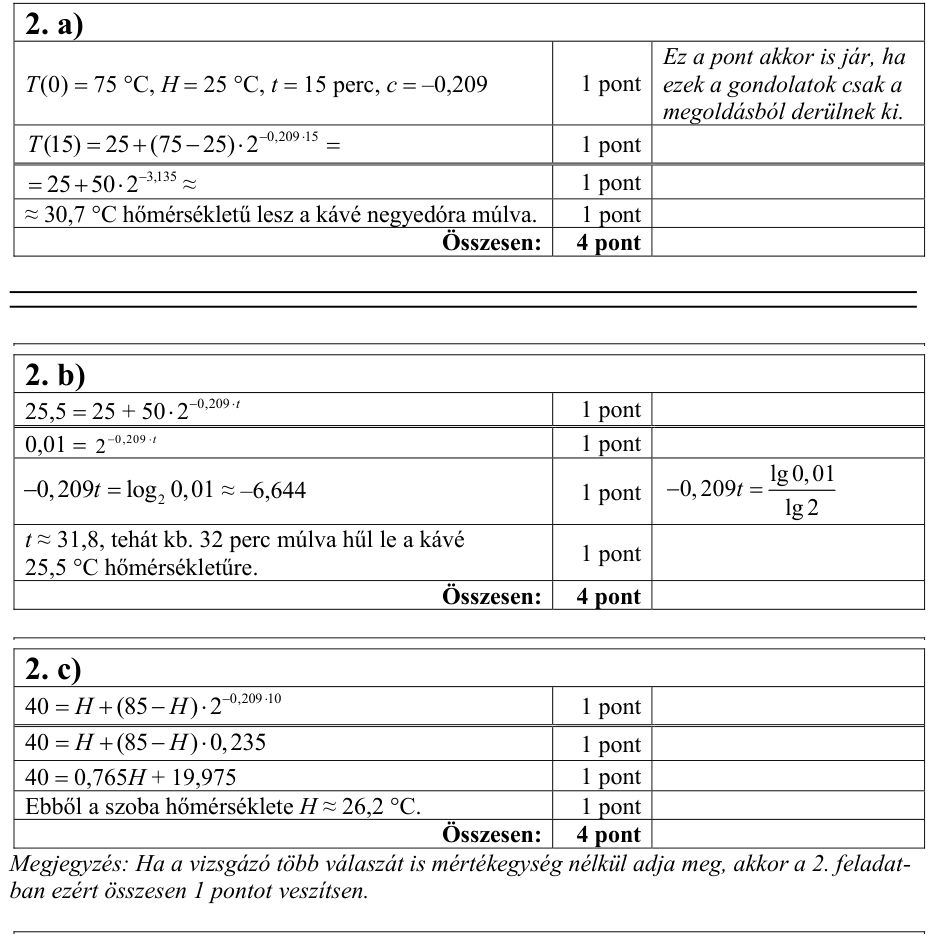 2. a)
T(0) = 75 °C, H = 25 °C, t = 15 perc, c = –0,209 1 pont Ez a pont akkor is jár, ha
ezek a gondolatok csak a
megoldásból derülnek ki.
T(15) = 25 + (75 – 25) · 2^(–0,209·15) = 1 pont
= 25 + 50 · 2^(–3,135) ≈ 1 pont
≈ 30,7 °C hőmérsékletű lesz a kávé negyedóra múlva. 1 pont
Összesen: 4 pont
2. b)
25,5 = 25 + 50 · 2^(–0,209·t) 1 pont
0,01 = 2^(–0,209·t) 1 pont
–0,209t = log₂ 0,01 ≈ –6,644 1 pont –0,209t = lg 0,01 / lg 2
t ≈ 31,8, tehát kb. 32 perc múlva hűl le a kávé
25,5 °C hőmérsékletűre. 1 pont
Összesen: 4 pont
2. c)
40 = H + (85 – H) · 2^(–0,209·10) 1 pont
40 = H + (85 – H) · 0,235 1 pont
40 = 0,765H + 19,975 1 pont
Ebből a szoba hőmérséklete H ≈ 26,2 °C. 1 pont
Összesen: 4 pont
Megjegyzés: Ha a vizsgázó több válaszát is mértékegység nélkül adja meg, akkor a 2. feladat-
ban ezért összesen 1 pontot veszítsen.